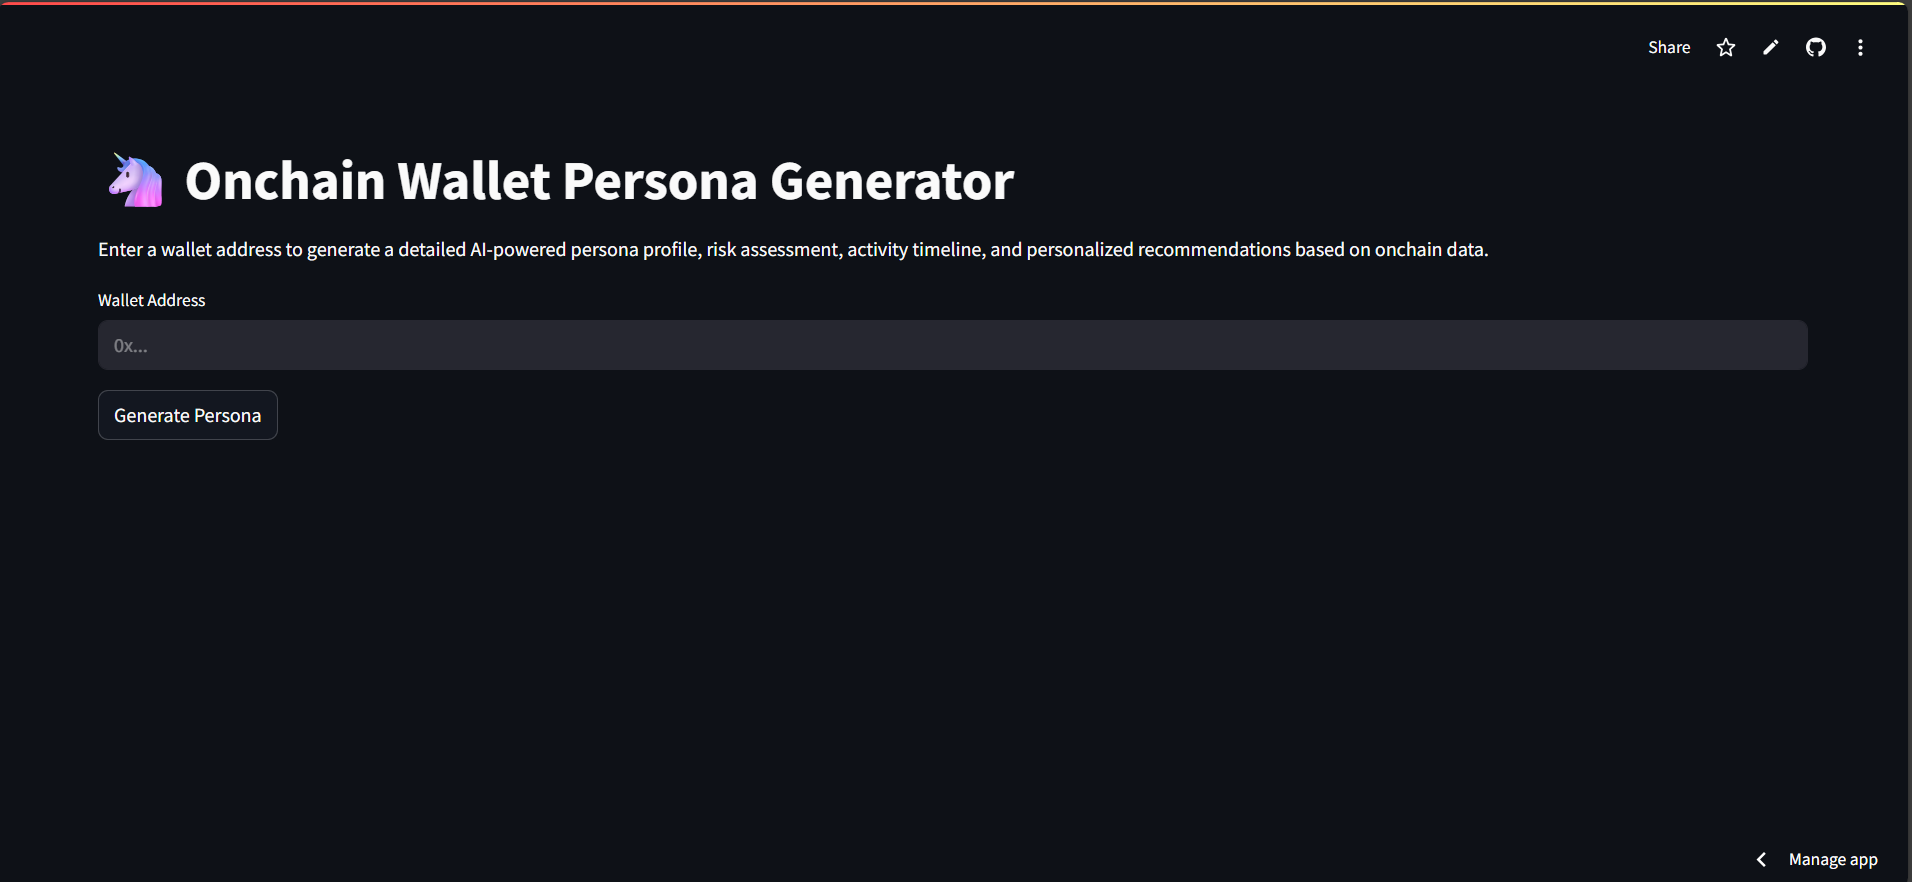 Share
Onchain Wallet Persona Generator
Enter a wallet address to generate a detailed AI-powered persona profile, risk assessment, activity timeline, and personalized recommendations based on onchain data.
Wallet Address
0x...
Generate Persona
Manage app